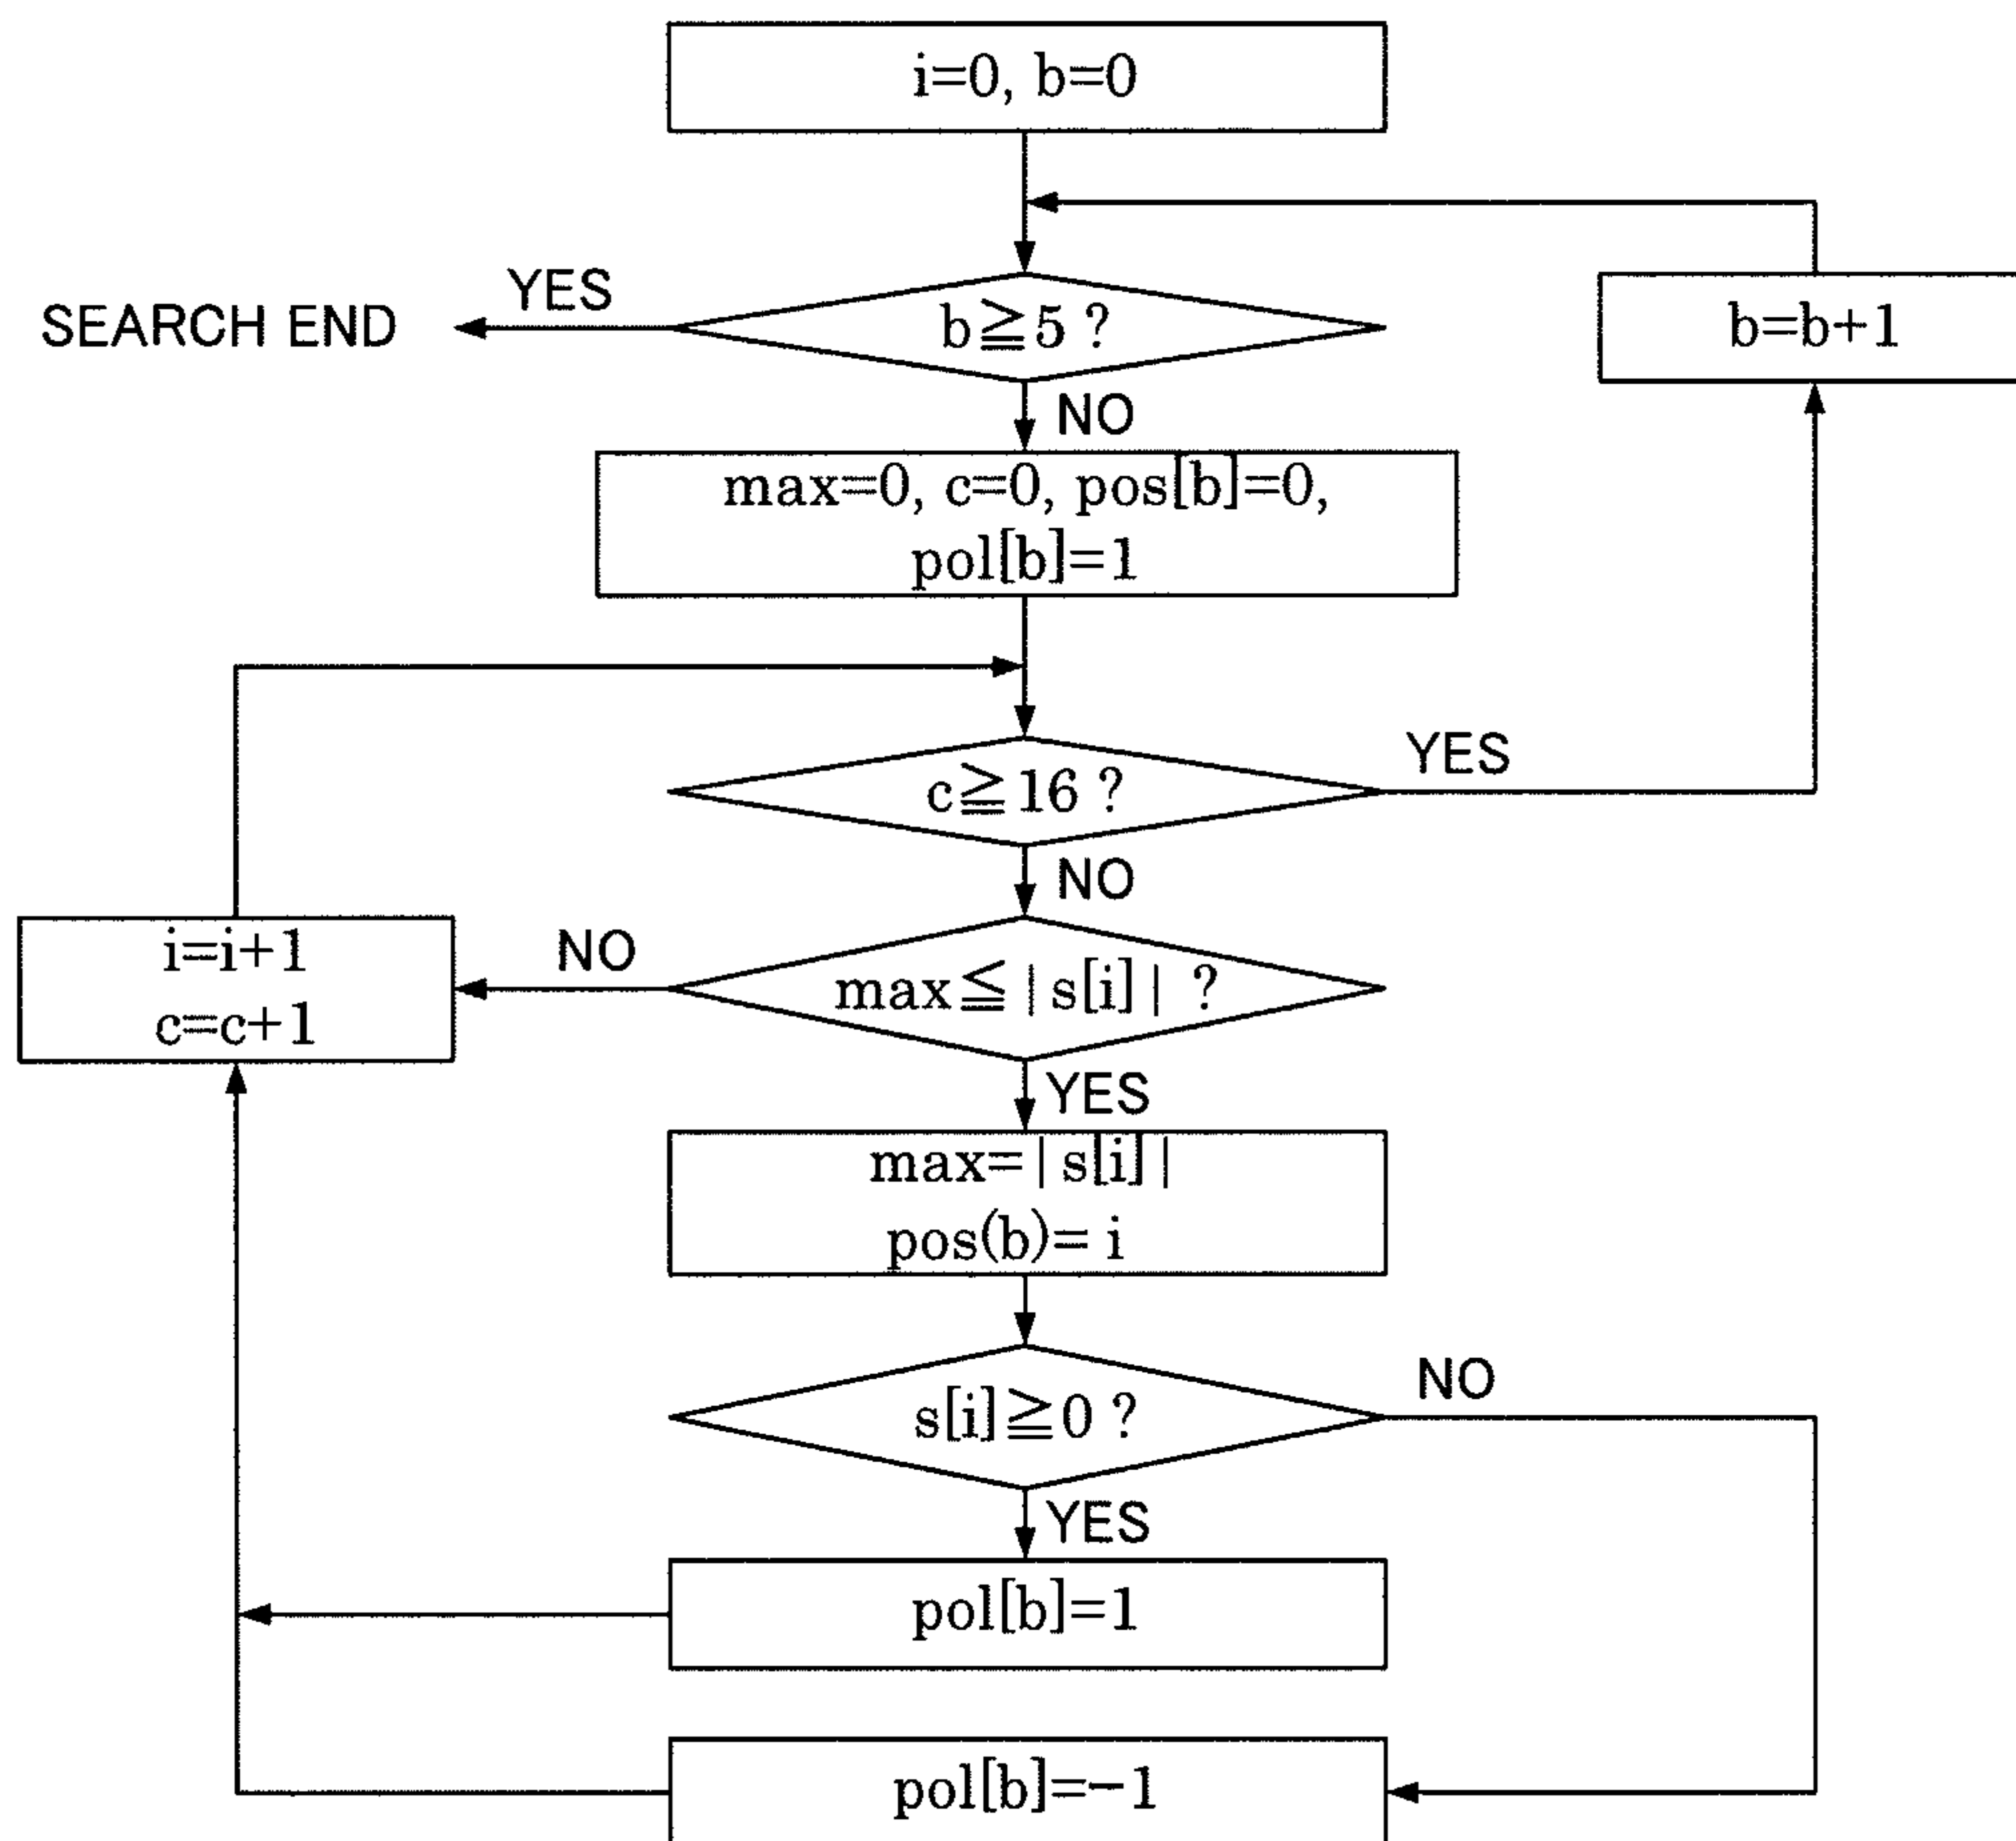 i=0, b=0
YES
SEARCH END
b≧5 ?
b=b+1
NO
max=0, c=0, pos[b]=0,
pol[b]=1
YES
c≧16 ?
NO
i=i+1
c=c+1
NO
max≦|s[i]| ?
YES
max=|s[i]|
pos(b)= i
NO
s[i]≧0 ?
YES
pol[b]=1
pol[b]=−1